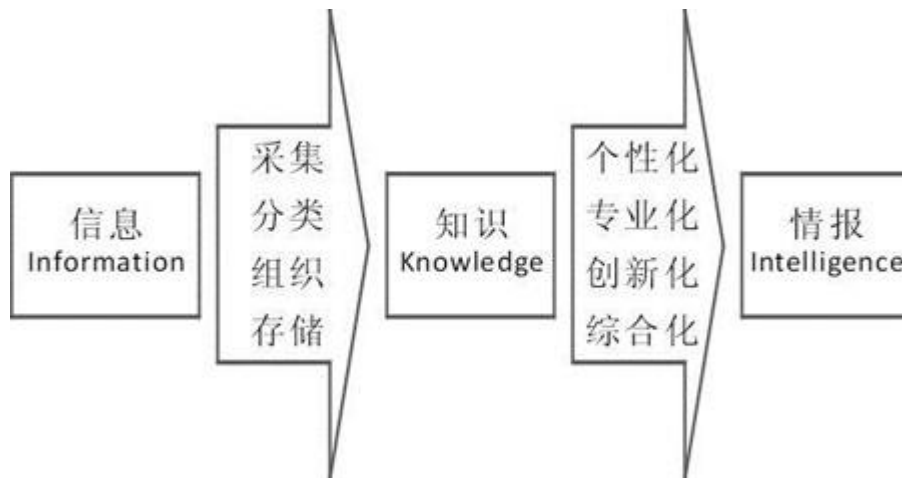 信息
Information
采集
分类
组织
存储
知识
Knowledge
个性化
专业化
创新化
综合化
情报
Intelligence